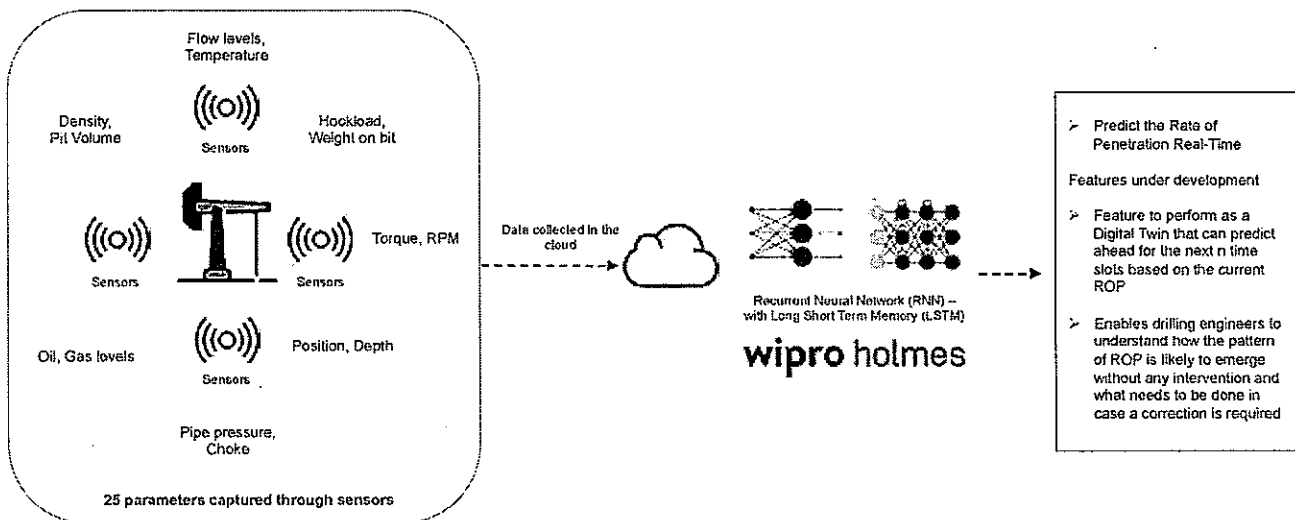 Flow levels,
Temperature
Density,
Pit Volume
Sensors
Hookload,
Weight on bit
Sensors
Sensors
Torque, RPM
Oil, Gas levels
Sensors
Position, Depth
Pipe pressure,
Choke
25 parameters captured through sensors
Data collected in the
cloud
Recurrent Neural Network (RNN) –
with Long Short Term Memory (LSTM)
wipro holmes
➢ Predict the Rate of
Penetration Real-Time
Features under development
➢ Feature to perform as a
Digital Twin that can predict
ahead for the next n time
slots based on the current
ROP
➢ Enables drilling engineers to
understand how the pattern
of ROP is likely to emerge
without any intervention and
what needs to be done in
case a correction is required